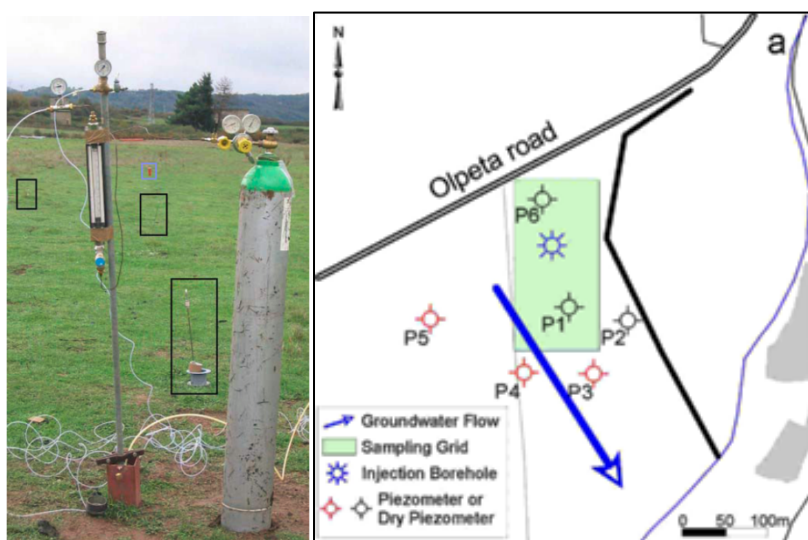 a
Olpeta road
P6
P1
P2
P5
P4
P3
Groundwater Flow
Sampling Grid
Injection Borehole
Piezometer or
Dry Piezometer
0 50 100m